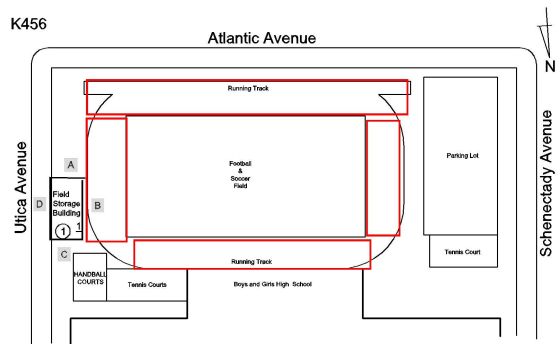 K456
Atlantic Avenue
N
Running Track
Utica Avenue
Schenectady Avenue
Football
&
Soccer
Field
Parking Lot
A
D
Field
Storage
Building
B
1
1
C
HANDBALL
COURTS
Tennis Courts
Running Track
Boys and Girls High School
Tennis Court